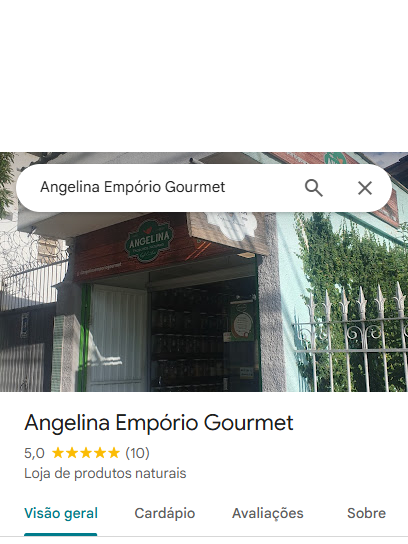 Angelina Empório Gourmet
ANGELINA
Angelina Empório Gourmet
5,0 (10)
Loja de produtos naturais
Visão geral Cardápio Avaliações Sobre